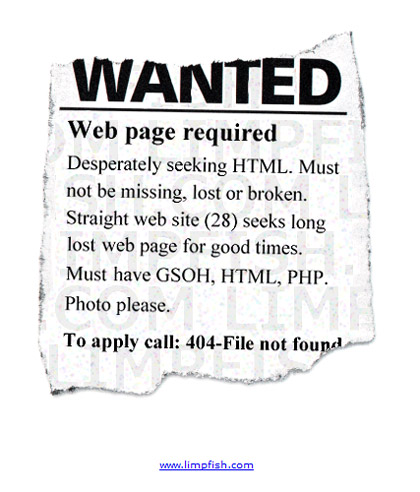 WANTED
Web page required
Desperately seeking HTML. Must
not be missing, lost or broken.
Straight web site (28) seeks long
lost web page for good times.
Must have GSOH, HTML, PHP.
Photo please.
To apply call: 404-File not found
www.limpfish.com